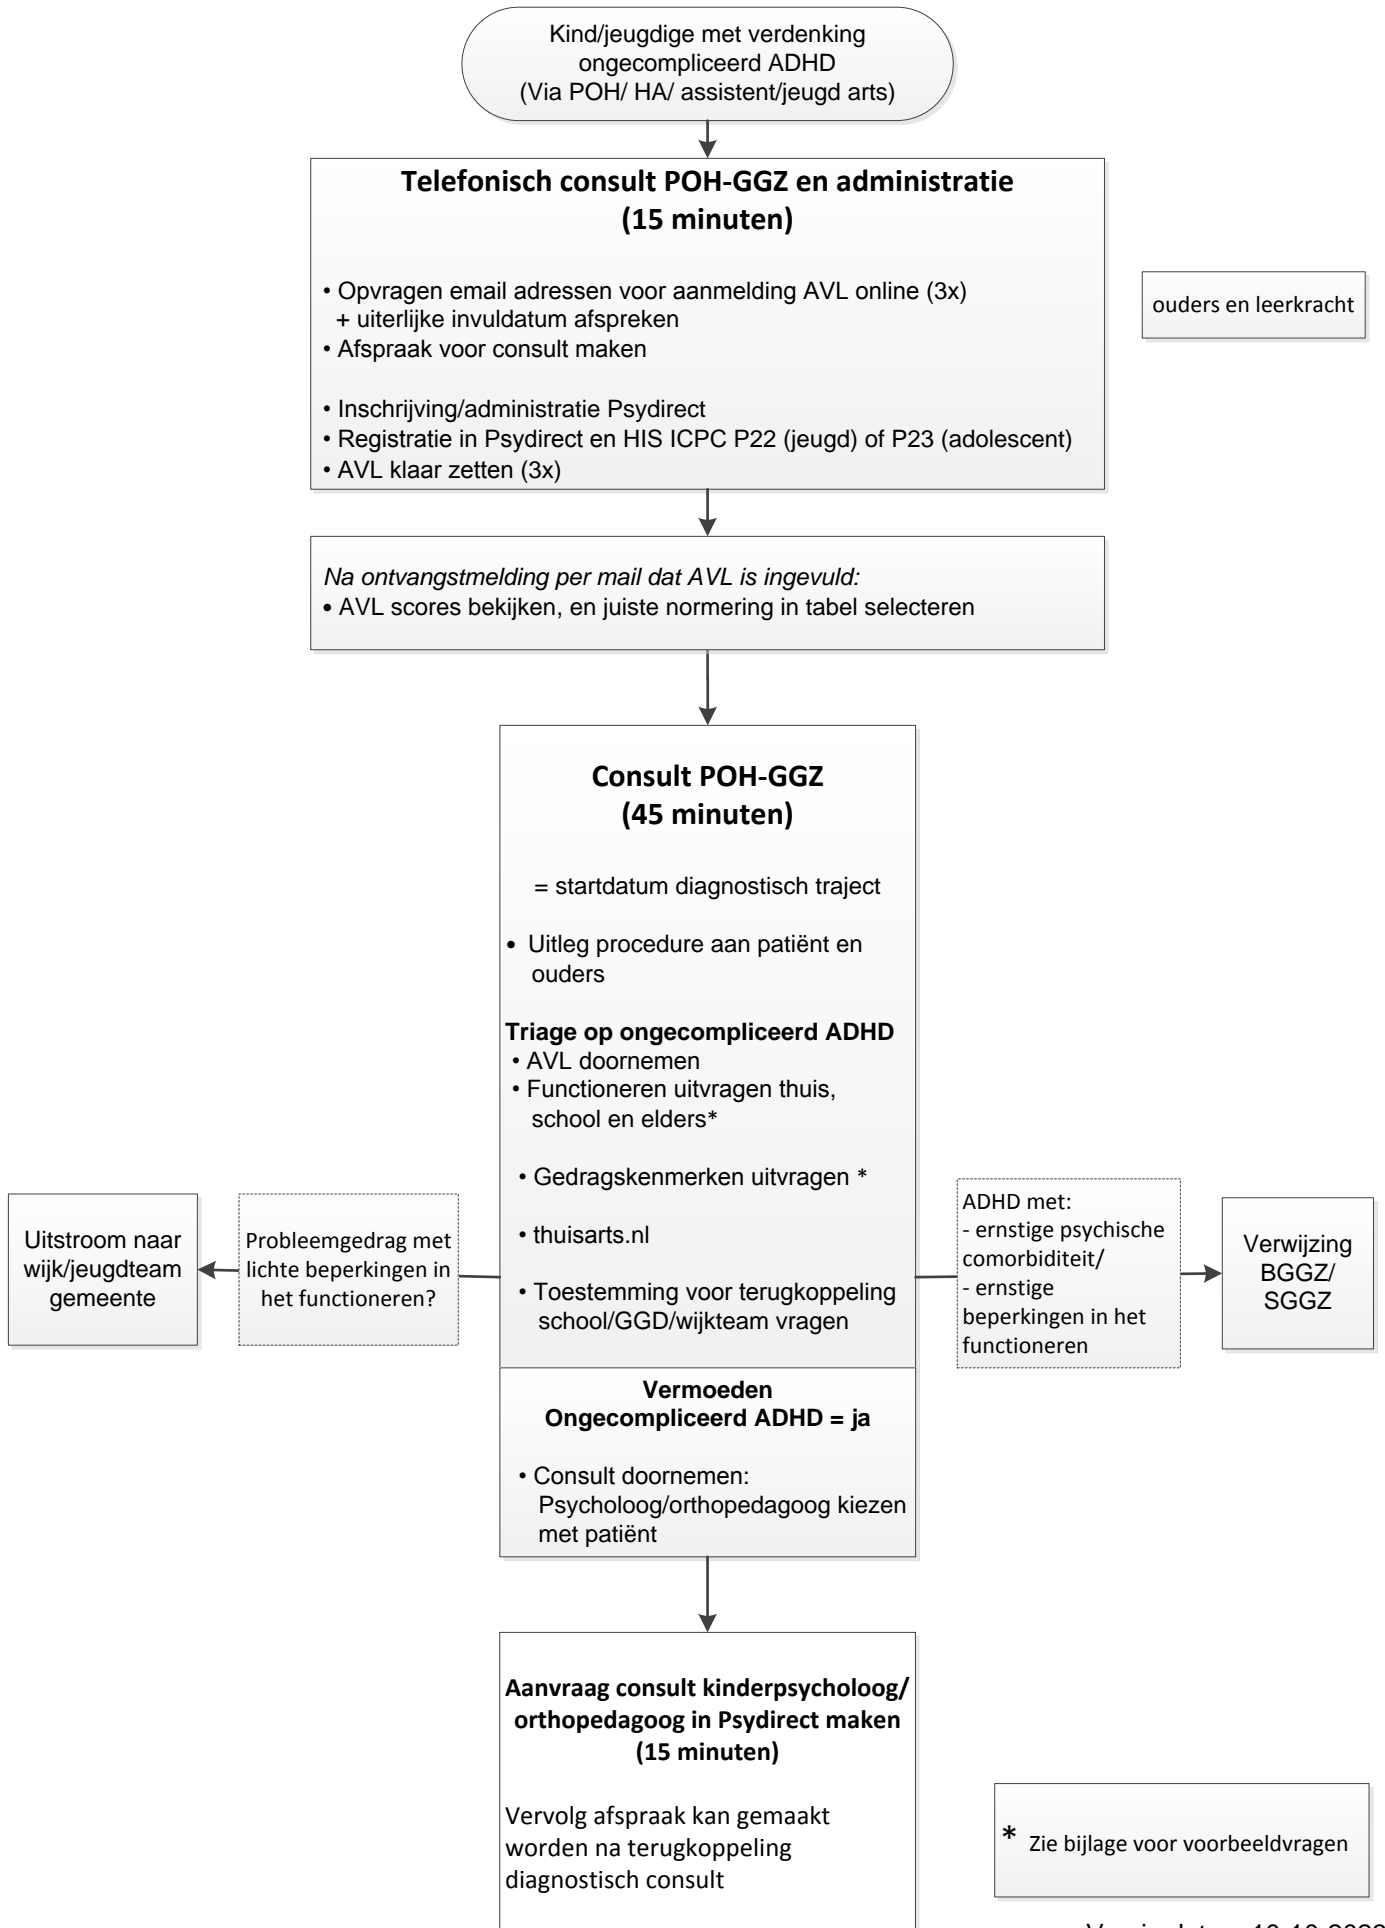 Kind/jeugdige met verdenking
ongecompliceerd ADHD
(Via POH/ HA/ assistent/jeugd arts)
Telefonisch consult POH-GGZ en administratie
(15 minuten)
• Opvragen email adressen voor aanmelding AVL online (3x)
+ uiterlijke invuldatum afspreken
• Afspraak voor consult maken
• Inschrijving/administratie Psydirect
• Registratie in Psydirect en HIS ICPC P22 (jeugd) of P23 (adolescent)
• AVL klaar zetten (3x)
ouders en leerkracht
Na ontvangstmelding per mail dat AVL is ingevuld:
• AVL scores bekijken, en juiste normering in tabel selecteren
Consult POH-GGZ
(45 minuten)
= startdatum diagnostisch traject
• Uitleg procedure aan patiënt en
ouders
Triage op ongecompliceerd ADHD
• AVL doornemen
• Functioneren uitvragen thuis,
school en elders*
• Gedragskenmerken uitvragen *
• thuisarts.nl
• Toestemming voor terugkoppeling
school/GGD/wijkteam vragen
Uitstroom naar
wijk/jeugdteam
gemeente
Probleemgedrag met
lichte beperkingen in
het functioneren?
ADHD met:
- ernstige psychische
comorbiditeit/
- ernstige
beperkingen in het
functioneren
Verwijzing
BGGZ/
SGGZ
Vermoeden
Ongecompliceerd ADHD = ja
• Consult doornemen:
Psycholoog/orthopedagoog kiezen
met patiënt
Aanvraag consult kinderpsycholoog/
orthopedagoog in Psydirect maken
(15 minuten)
Vervolg afspraak kan gemaakt
worden na terugkoppeling
diagnostisch consult
* Zie bijlage voor voorbeeldvragen